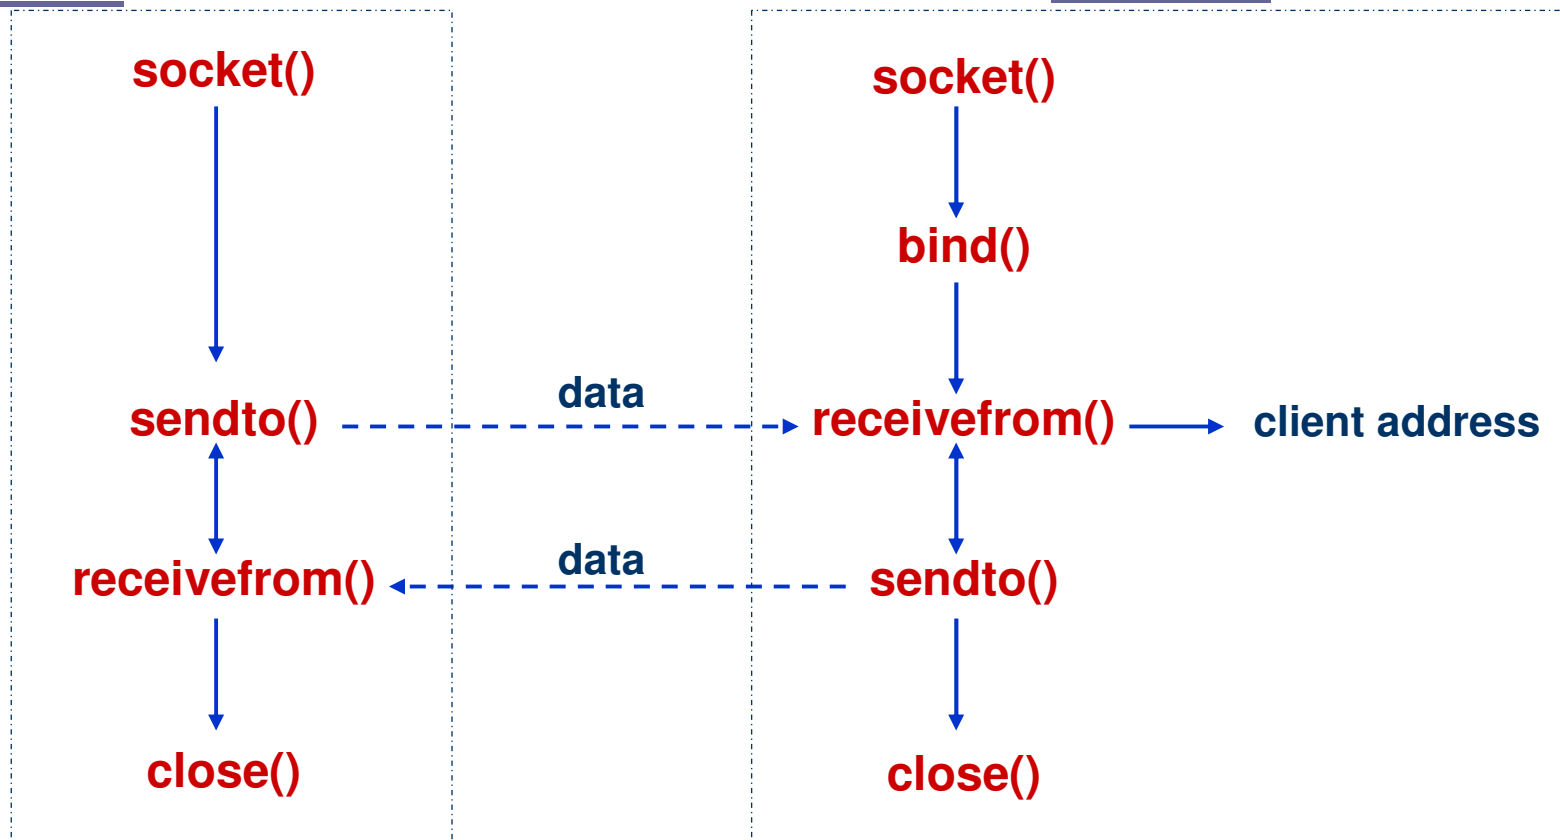 socket()
socket()
bind()
data
sendto()
receivefrom()
client address
data
receivefrom()
sendto()
close()
close()